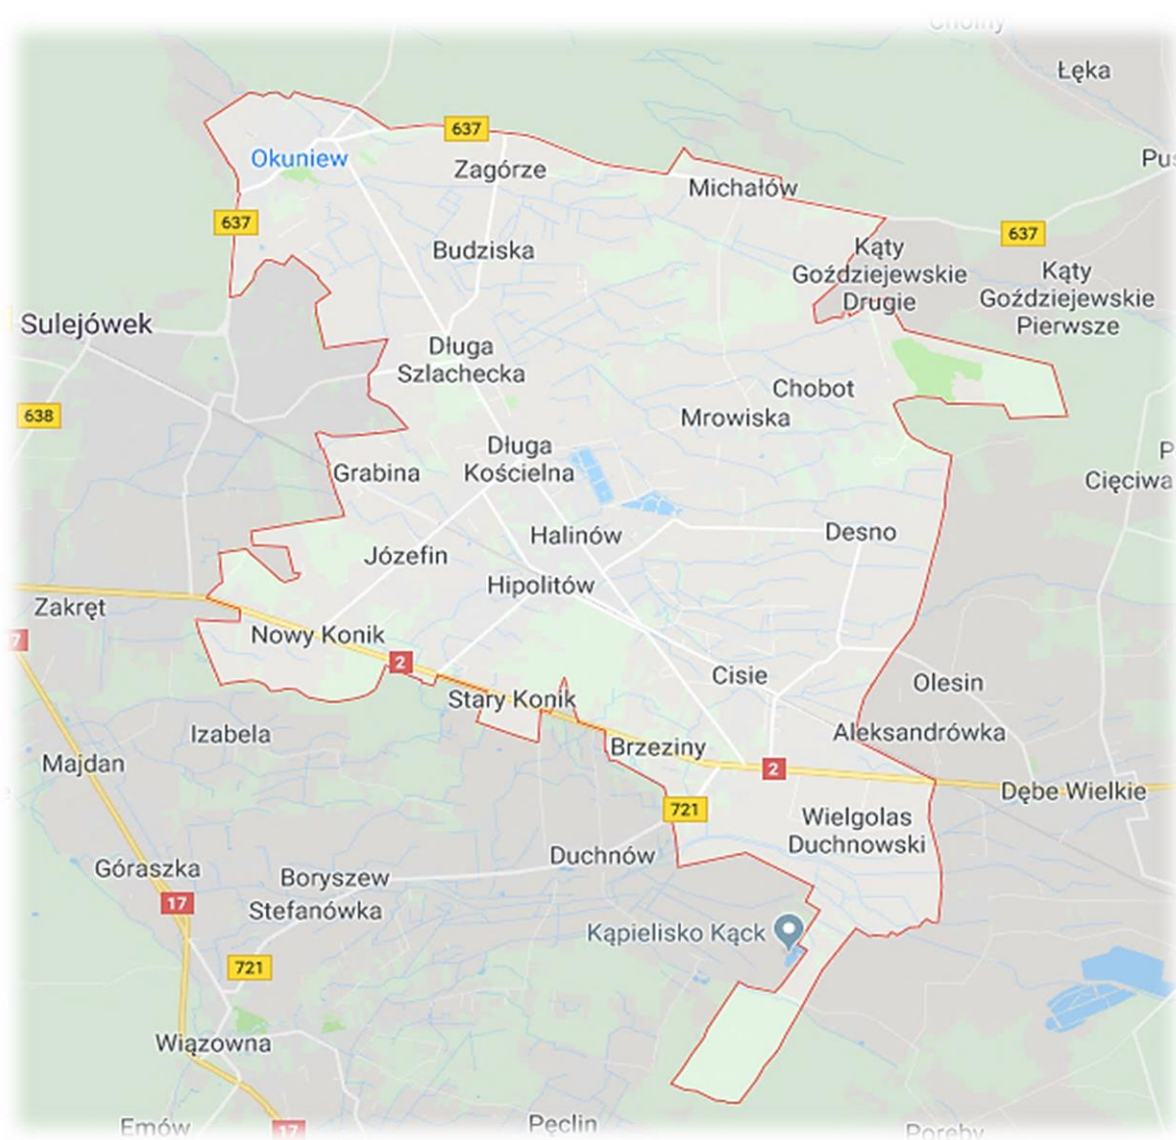 Łęka
637
Okuniew
Zagórze
Michałów
637
637
Budziska
Kąty
Goździejewskie
Drugie
Kąty
Goździejewskie
Pierwsze
Sulejówek
Długa
Szlachecka
Chobot
638
Mrowiska
Długa
Kościelna
Grabina
Cięciwa
Halinów
Desno
Józefin
Hipolitów
Zakręt
Nowy Konik
2
Cisie
Olesin
Stary Konik
Izabela
Aleksandrówka
Brzeziny
Majdan
2
Dębe Wielkie
721
Wielgolas
Duchnowski
Duchnów
Góraszka
Boryszew
17
Stefanówka
Kąpielisko Kąck
721
Wiązowna
Emów
17
Pęclin
Poręby